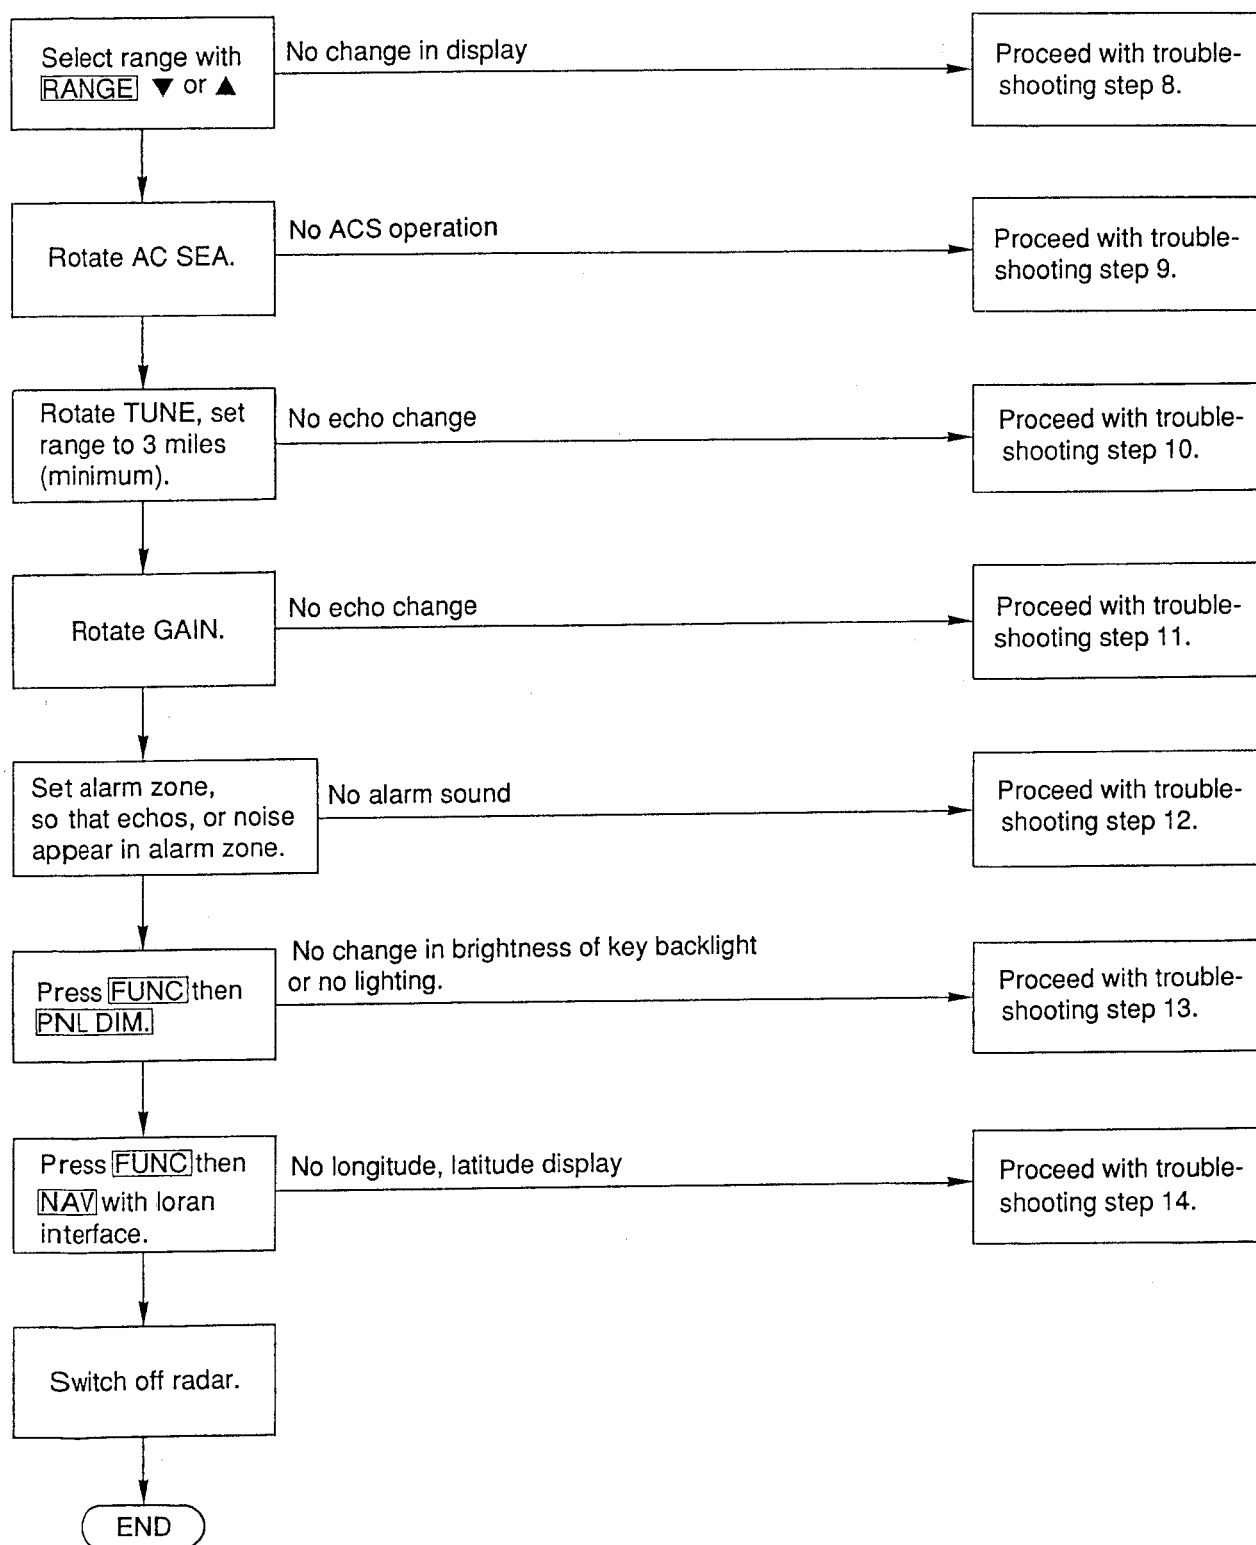 Select range with
RANGE ▼ or ▲
No change in display
Proceed with trouble-
shooting step 8.
Rotate AC SEA.
No ACS operation
Proceed with trouble-
shooting step 9.
Rotate TUNE, set
range to 3 miles
(minimum).
No echo change
Proceed with trouble-
shooting step 10.
Rotate GAIN.
No echo change
Proceed with trouble-
shooting step 11.
Set alarm zone,
so that echos, or noise
appear in alarm zone.
No alarm sound
Proceed with trouble-
shooting step 12.
Press FUNC then
PNL DIM.
No change in brightness of key backlight
or no lighting.
Proceed with trouble-
shooting step 13.
Press FUNC then
NAV with loran
interface.
No longitude, latitude display
Proceed with trouble-
shooting step 14.
Switch off radar.
END